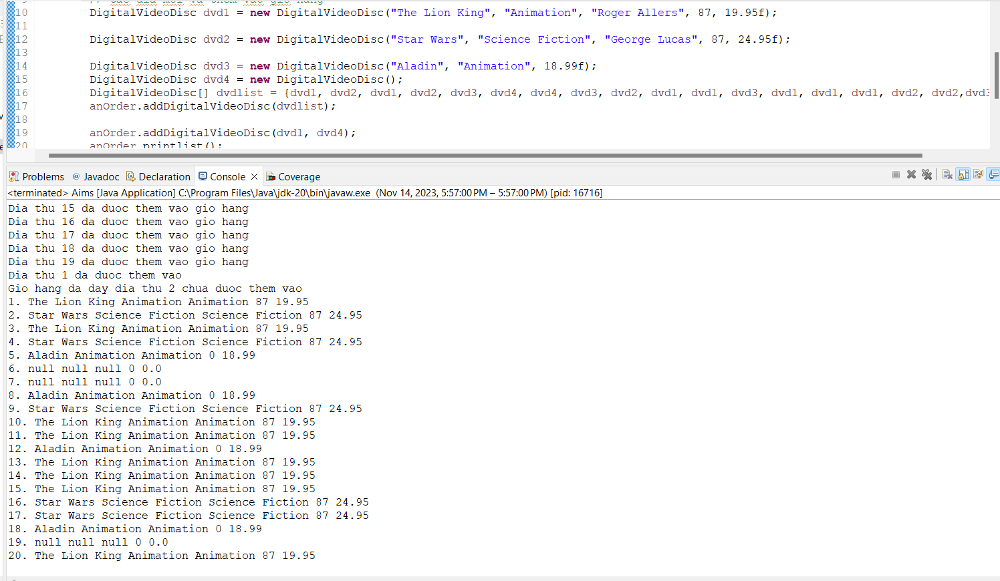 10 DigitalVideoDisc dvd1 = new DigitalVideoDisc("The Lion King", "Animation", "Roger Allers", 87, 19.95f);
11
12 DigitalVideoDisc dvd2 = new DigitalVideoDisc("Star Wars", "Science Fiction", "George Lucas", 87, 24.95f);
13
14 DigitalVideoDisc dvd3 = new DigitalVideoDisc("Aladin", "Animation", 18.99f);
15 DigitalVideoDisc dvd4 = new DigitalVideoDisc();
16 DigitalVideoDisc[] dvdlist = {dvd1, dvd2, dvd1, dvd2, dvd3, dvd4, dvd4, dvd3, dvd2, dvd1, dvd1, dvd3, dvd1, dvd1, dvd1, dvd2, dvd2,dvd3
17 anOrder.addDigitalVideoDisc(dvdlist);
18
19 anOrder.addDigitalVideoDisc(dvd1, dvd4);
20 anOrder.printlist();
Problems @ Javadoc Declaration Console Coverage
<terminated> Aims [Java Application] C:\Program Files\Java\jdk-20\bin\javaw.exe (Nov 14, 2023, 5:57:00 PM – 5:57:00 PM) [pid: 16716]
Dia thu 15 da duoc them vao gio hang
Dia thu 16 da duoc them vao gio hang
Dia thu 17 da duoc them vao gio hang
Dia thu 18 da duoc them vao gio hang
Dia thu 19 da duoc them vao gio hang
Dia thu 1 da duoc them vao
Gio hang da day dia thu 2 chua duoc them vao
1. The Lion King Animation Animation 87 19.95
2. Star Wars Science Fiction Science Fiction 87 24.95
3. The Lion King Animation Animation 87 19.95
4. Star Wars Science Fiction Science Fiction 87 24.95
5. Aladin Animation Animation 0 18.99
6. null null null 0 0.0
7. null null null 0 0.0
8. Aladin Animation Animation 0 18.99
9. Star Wars Science Fiction Science Fiction 87 24.95
10. The Lion King Animation Animation 87 19.95
11. The Lion King Animation Animation 87 19.95
12. Aladin Animation Animation 0 18.99
13. The Lion King Animation Animation 87 19.95
14. The Lion King Animation Animation 87 19.95
15. The Lion King Animation Animation 87 19.95
16. Star Wars Science Fiction Science Fiction 87 24.95
17. Star Wars Science Fiction Science Fiction 87 24.95
18. Aladin Animation Animation 0 18.99
19. null null null 0 0.0
20. The Lion King Animation Animation 87 19.95